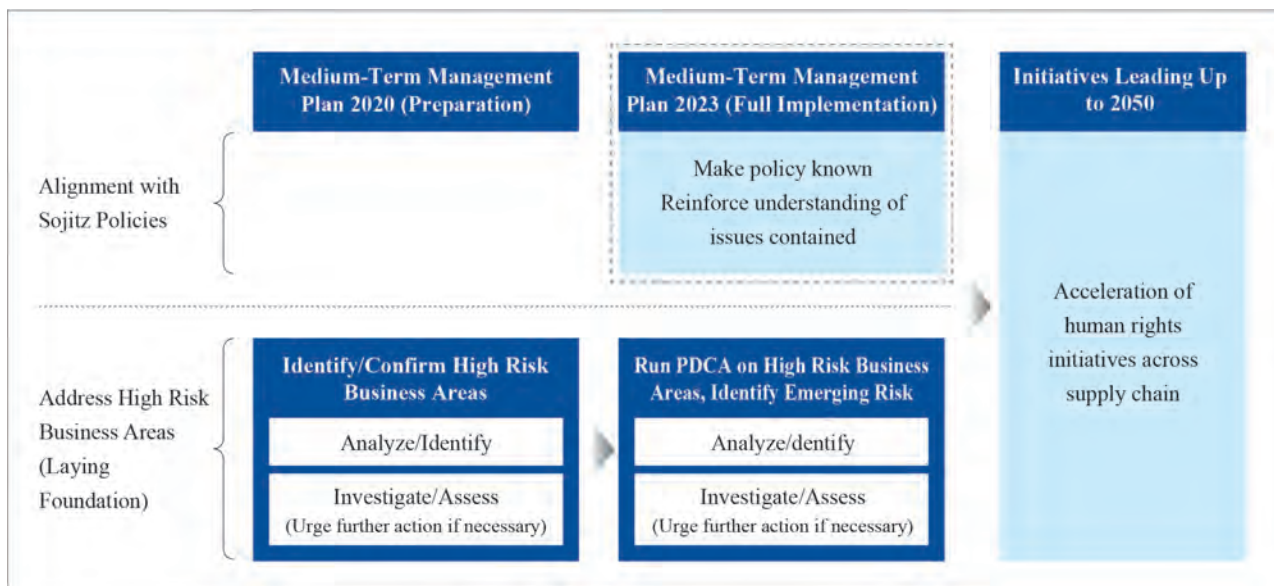 Medium-Term Management
Plan 2020 (Preparation)
Medium-Term Management
Plan 2023 (Full Implementation)
Initiatives Leading Up
to 2050
Alignment with
Sojitz Policies
Make policy known
Reinforce understanding of
issues contained
Address High Risk
Business Areas
(Laying
Foundation)
Identify/Confirm High Risk
Business Areas
Analyze/Identify
Investigate/Assess
(Urge further action if necessary)
Run PDCA on High Risk Business
Areas, Identify Emerging Risk
Analyze/dentify
Investigate/Assess
(Urge further action if necessary)
Acceleration of
human rights
initiatives across
supply chain